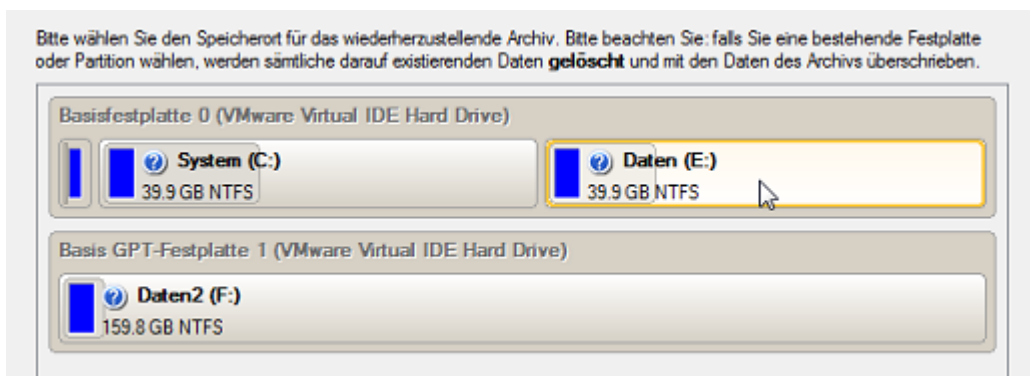 Bitte wählen Sie den Speicherort für das wiederherzustellende Archiv. Bitte beachten Sie: falls Sie eine bestehende Festplatte
oder Partition wählen, werden sämtliche darauf existierenden Daten gelöscht und mit den Daten des Archivs überschrieben.
Basisfestplatte 0 (VMware Virtual IDE Hard Drive)
System (C:)
39.9 GB NTFS
Daten (E:)
39.9 GB NTFS
Basis GPT-Festplatte 1 (VMware Virtual IDE Hard Drive)
Daten2 (F:)
159.8 GB NTFS